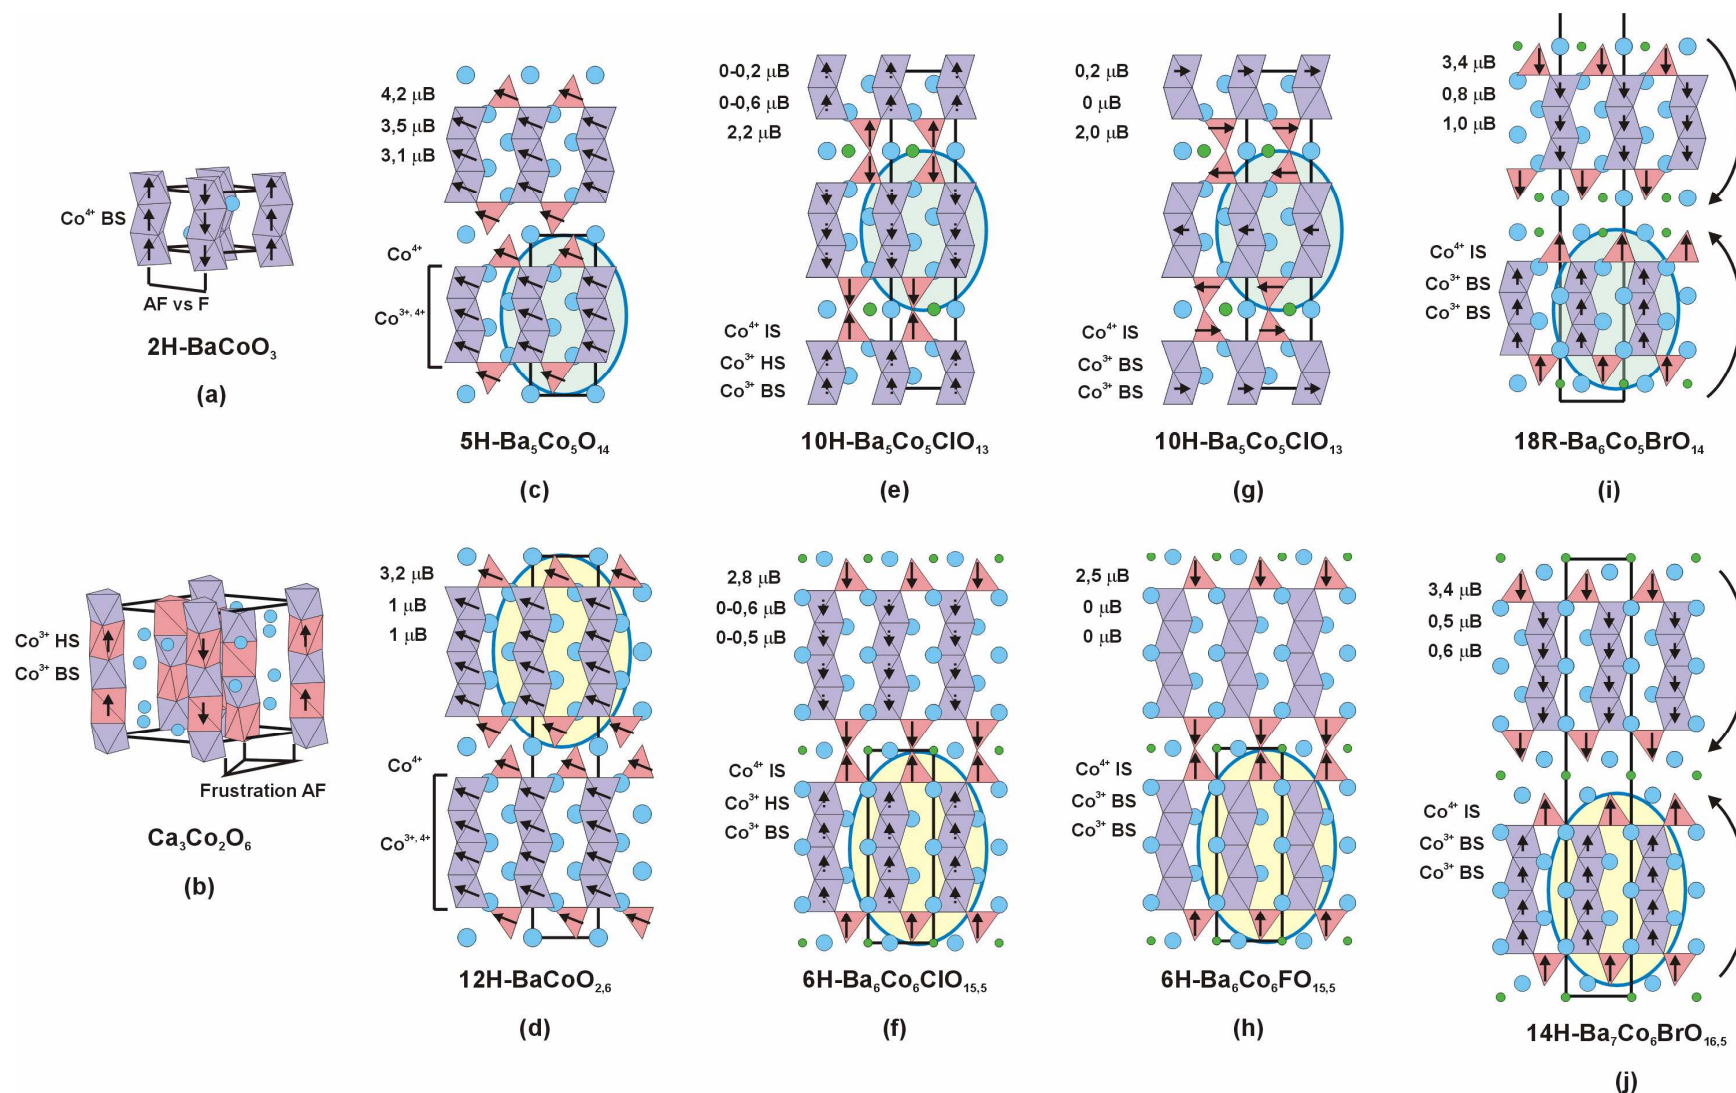 Co⁴⁺ BS
AF vs F
2H-BaCoO₃
(a)
4,2 μB
3,5 μB
3,1 μB
Co⁴⁺
Co³⁺,⁴⁺
5H-Ba₅Co₅O₁₄
(c)
0-0,2 μB
0-0,6 μB
2,2 μB
Co⁴⁺ IS
Co³⁺ HS
Co³⁺ BS
10H-Ba₅Co₅ClO₁₃
(e)
0,2 μB
0 μB
2,0 μB
Co⁴⁺ IS
Co³⁺ BS
Co³⁺ BS
10H-Ba₅Co₅ClO₁₃
(g)
3,4 μB
0,8 μB
1,0 μB
Co⁴⁺ IS
Co³⁺ BS
Co³⁺ BS
18R-Ba₆Co₅BrO₁₄
(i)
Co³⁺ HS
Co³⁺ BS
Frustration AF
Ca₃Co₂O₆
(b)
3,2 μB
1 μB
1 μB
Co⁴⁺
Co³⁺,⁴⁺
12H-BaCoO₂,₆
(d)
2,8 μB
0-0,6 μB
0-0,5 μB
Co⁴⁺ IS
Co³⁺ HS
Co³⁺ BS
6H-Ba₆Co₆ClO₁₅,₅
(f)
2,5 μB
0 μB
0 μB
Co⁴⁺ IS
Co³⁺ BS
Co³⁺ BS
6H-Ba₆Co₆FO₁₅,₅
(h)
3,4 μB
0,5 μB
0,6 μB
Co⁴⁺ IS
Co³⁺ BS
Co³⁺ BS
14H-Ba₇Co₆BrO₁₆,₅
(j)